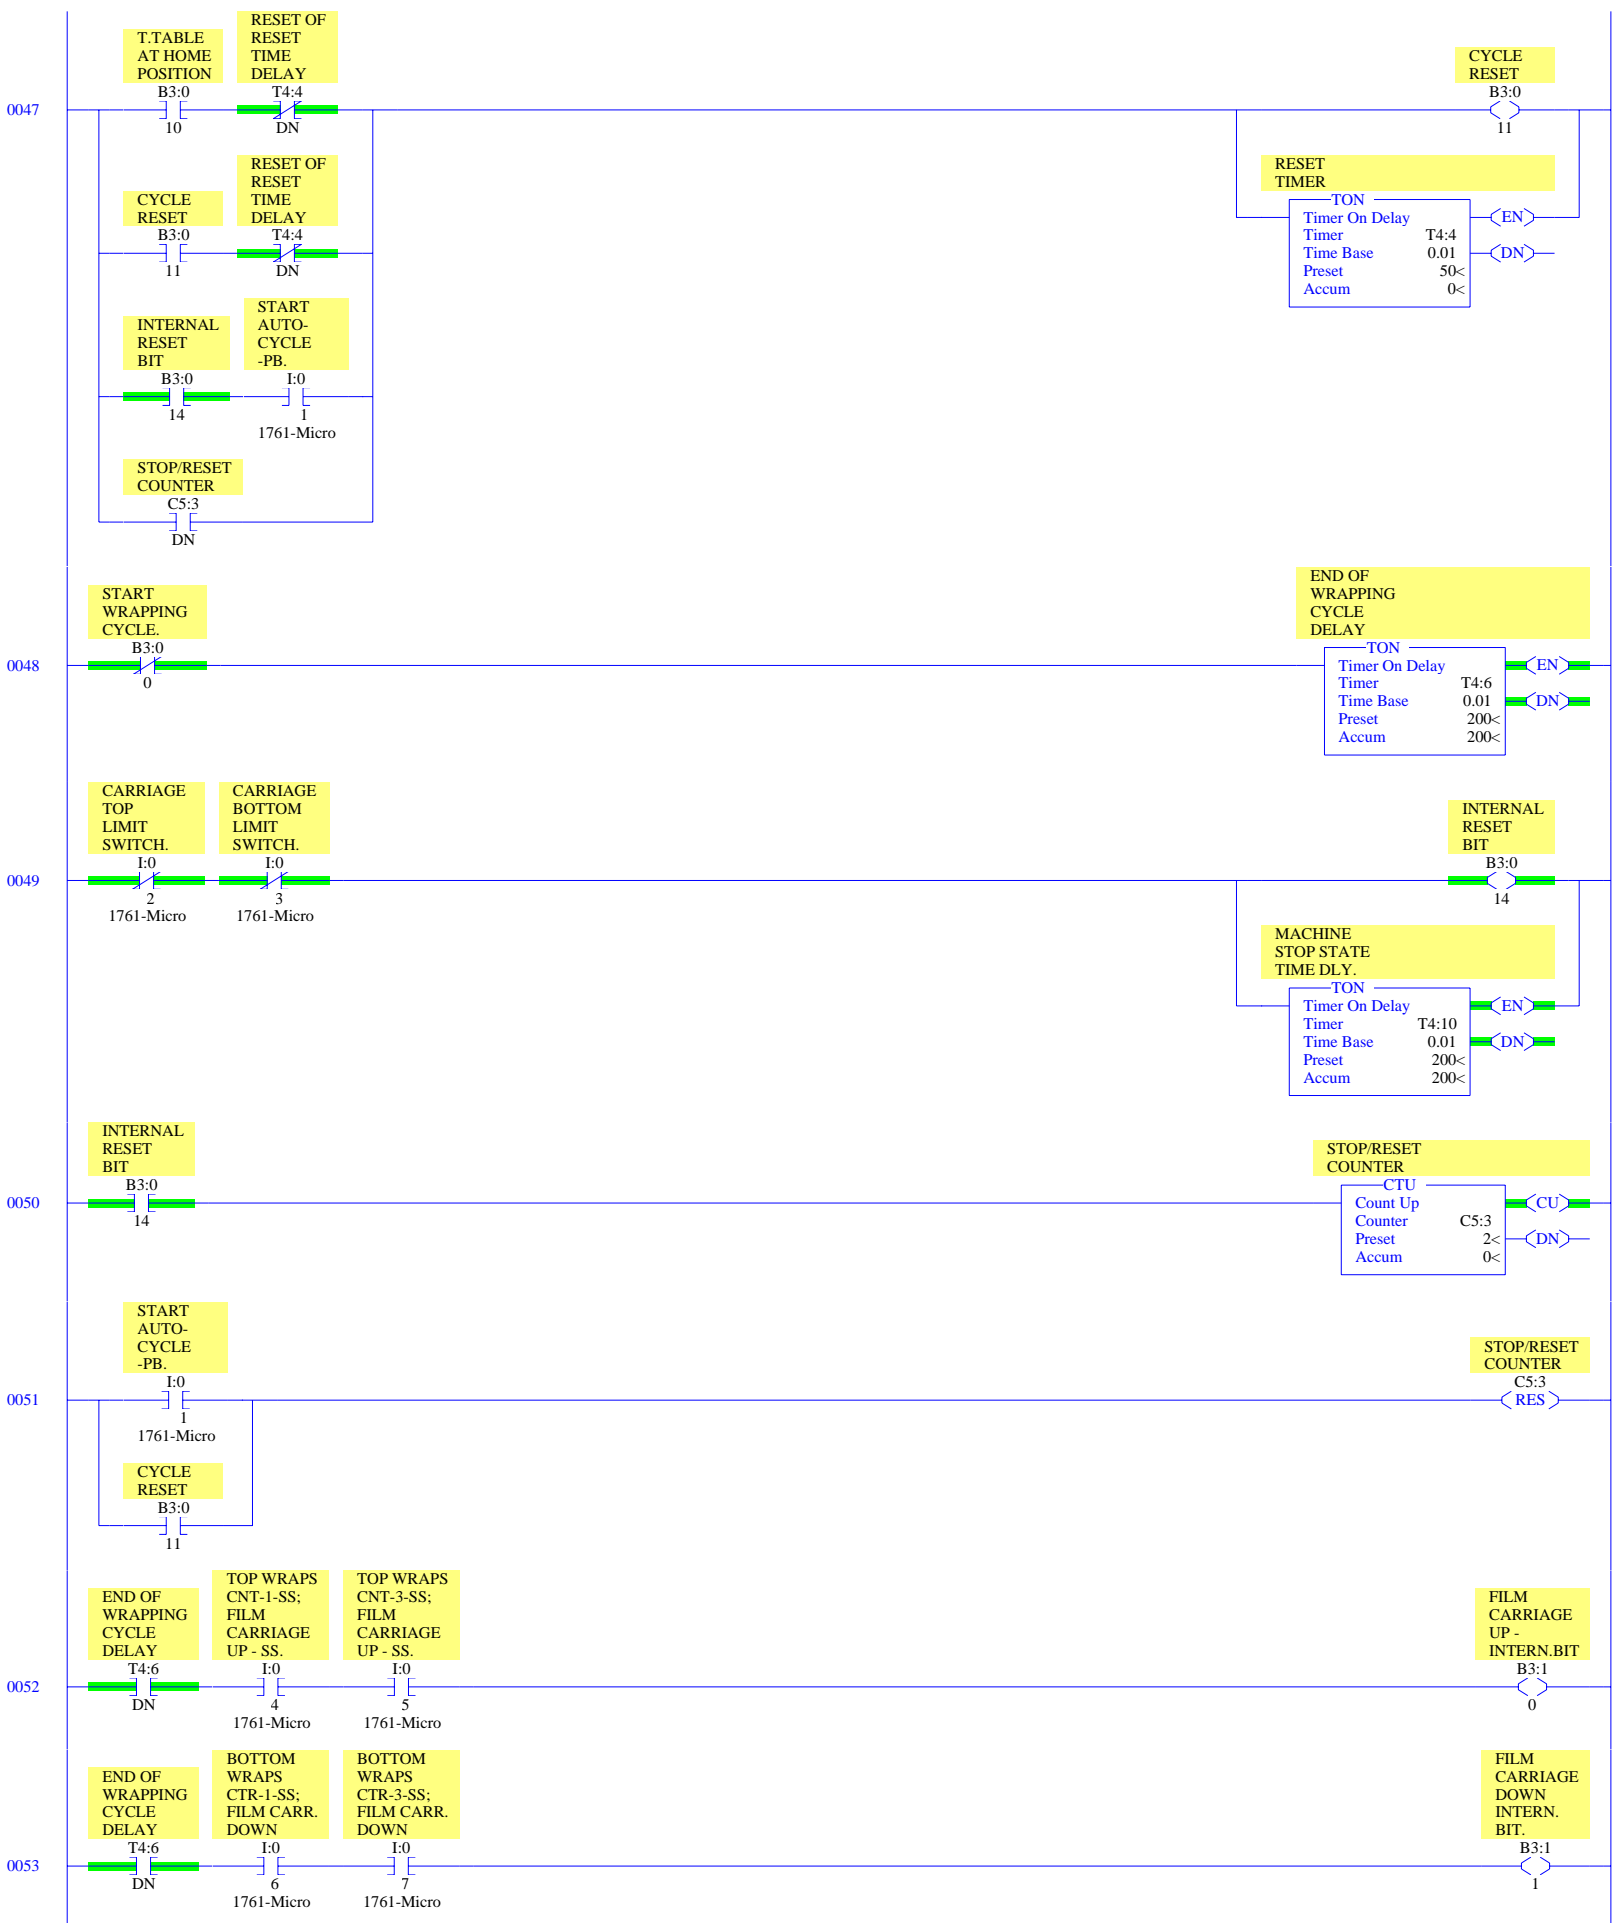 T.TABLE
AT HOME
POSITION
B3:0
10
RESET OF
RESET
TIME
DELAY
T4:4
DN
CYCLE
RESET
B3:0
11
0047
RESET OF
RESET
TIME
DELAY
T4:4
DN
CYCLE
RESET
B3:0
11
RESET
TIMER
TON
Timer On Delay
Timer T4:4
Time Base 0.01
Preset 50<
Accum 0<
EN
DN
INTERNAL
RESET
BIT
B3:0
14
START
AUTO-
CYCLE
-PB.
I:0
1
1761-Micro
STOP/RESET
COUNTER
C5:3
DN
START
WRAPPING
CYCLE.
B3:0
0
0048
END OF
WRAPPING
CYCLE
DELAY
TON
Timer On Delay
Timer T4:6
Time Base 0.01
Preset 200<
Accum 200<
EN
DN
CARRIAGE
TOP
LIMIT
SWITCH.
I:0
2
1761-Micro
CARRIAGE
BOTTOM
LIMIT
SWITCH.
I:0
3
1761-Micro
0049
INTERNAL
RESET
BIT
B3:0
14
MACHINE
STOP STATE
TIME DLY.
TON
Timer On Delay
Timer T4:10
Time Base 0.01
Preset 200<
Accum 200<
EN
DN
INTERNAL
RESET
BIT
B3:0
14
0050
STOP/RESET
COUNTER
CTU
Count Up
Counter C5:3
Preset 2<
Accum 0<
CU
DN
START
AUTO-
CYCLE
-PB.
I:0
1
1761-Micro
0051
STOP/RESET
COUNTER
C5:3
RES
CYCLE
RESET
B3:0
11
END OF
WRAPPING
CYCLE
DELAY
T4:6
DN
TOP WRAPS
CNT-1-SS;
FILM
CARRIAGE
UP - SS.
I:0
4
1761-Micro
TOP WRAPS
CNT-3-SS;
FILM
CARRIAGE
UP - SS.
I:0
5
1761-Micro
0052
FILM
CARRIAGE
UP -
INTERN.BIT
B3:1
0
END OF
WRAPPING
CYCLE
DELAY
T4:6
DN
BOTTOM
WRAPS
CTR-1-SS;
FILM CARR.
DOWN
I:0
6
1761-Micro
BOTTOM
WRAPS
CTR-3-SS;
FILM CARR.
DOWN
I:0
7
1761-Micro
0053
FILM
CARRIAGE
DOWN
INTERN.
BIT.
B3:1
1